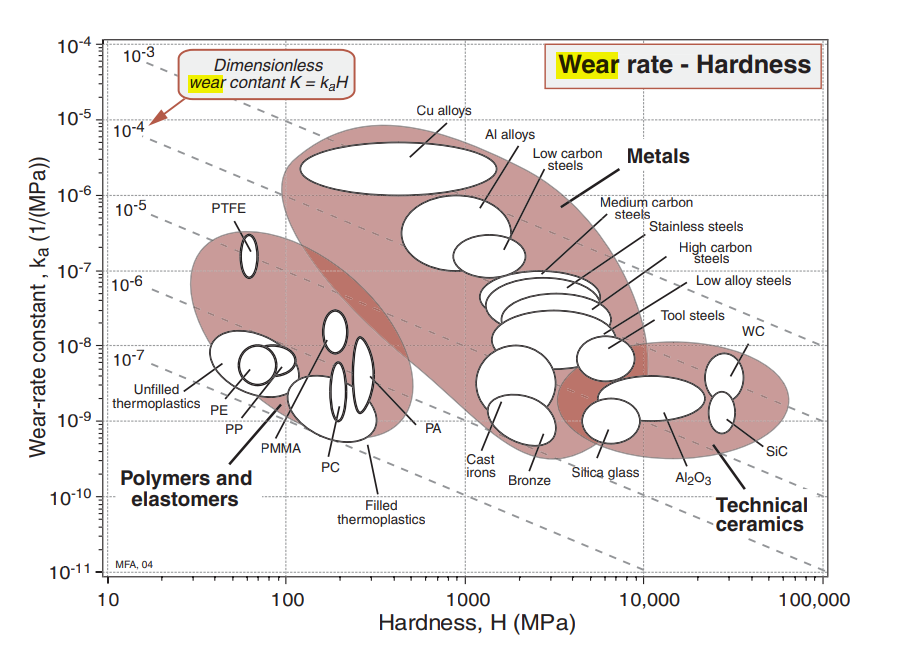 Wear rate - Hardness
Dimensionless
wear contant K = kaH
10-3
10-4
10-5
10-6
10-7
10-4
10-5
10-6
10-7
10-8
10-9
10-10
10-11
Wear-rate constant , ka (1/(MPa))
Cu alloys
Al alloys
Low carbon
steels
Metals
Medium carbon
steels
Stainless steels
High carbon
steels
Low alloy steels
Tool steels
WC
PTFE
Unfilled
thermoplastics
PE
PP
PMMA
PC
PA
Polymers and
elastomers
Filled
thermoplastics
Cast
irons
Bronze
Silica glass
Al2O3
SiC
Technical
ceramics
MFA, 04
10
100
1000
10,000
100,000
Hardness, H (MPa)